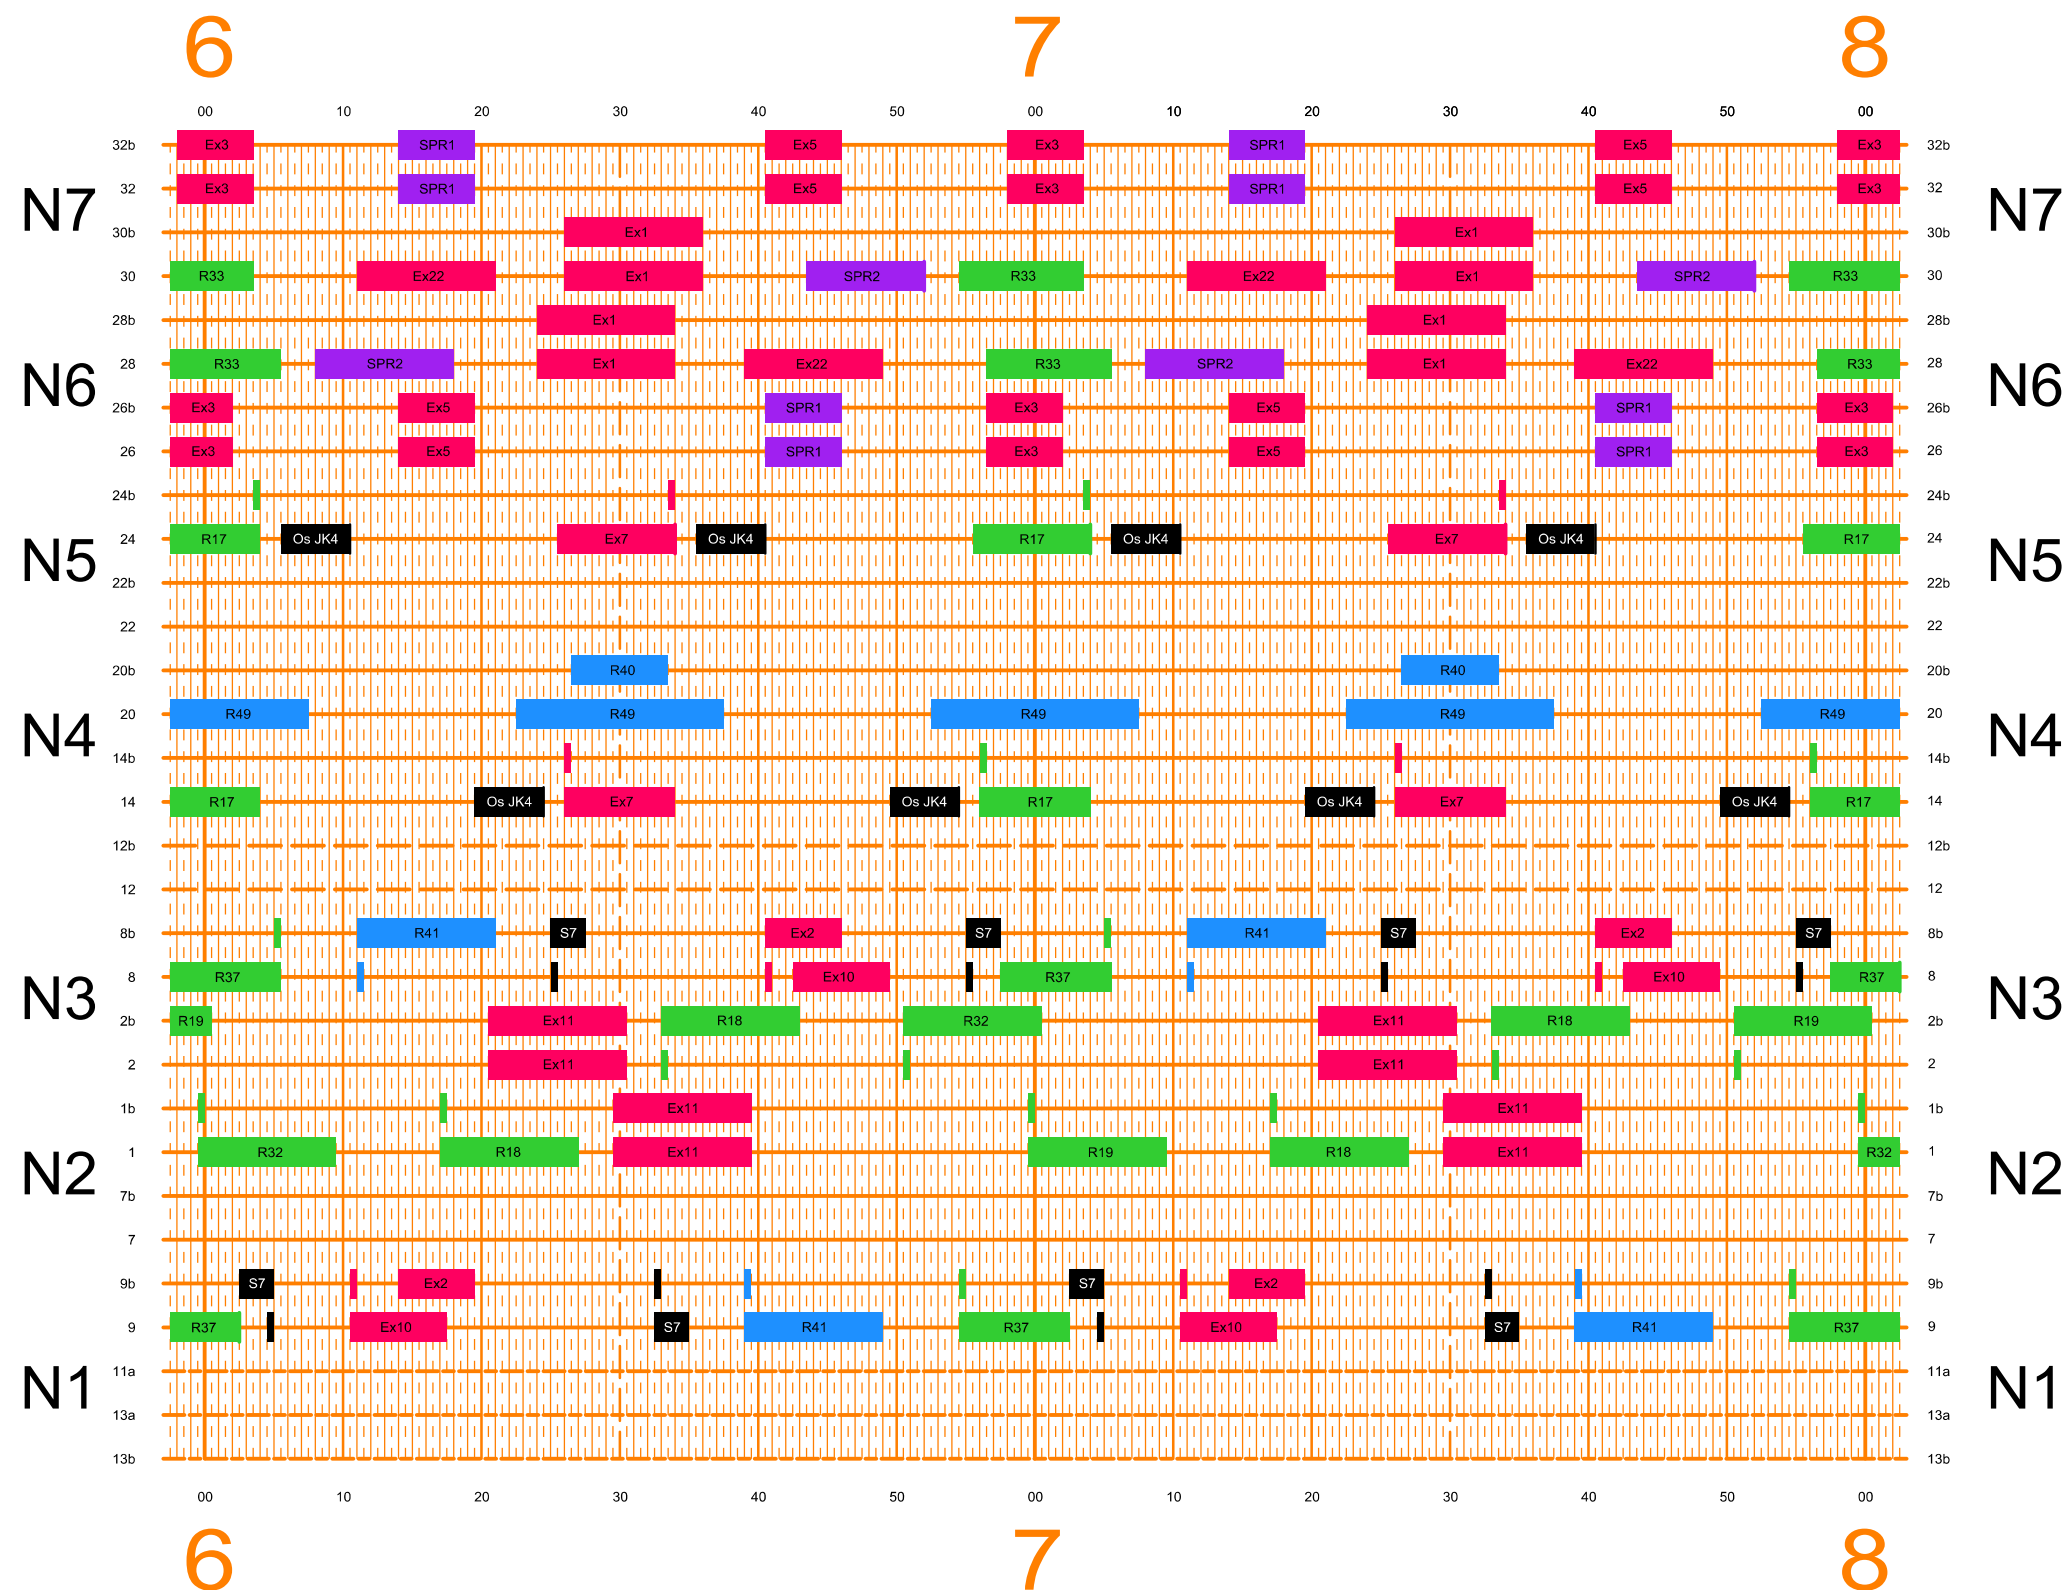 6 7 8
00 10 20 30 40 50 00 10 20 30 40 50 00
32b Ex3 SPR1 Ex5 Ex3 SPR1 Ex5 Ex3 32b
32 Ex3 SPR1 Ex5 Ex3 SPR1 Ex5 Ex3 32
N7 N7
30b Ex1 Ex1 30b
30 R33 Ex22 Ex1 SPR2 R33 Ex22 Ex1 SPR2 R33 30
28b Ex1 Ex1 28b
28 R33 SPR2 Ex1 Ex22 R33 SPR2 Ex1 Ex22 R33 28
N6 N6
26b Ex3 Ex5 SPR1 Ex3 Ex5 SPR1 Ex3 26b
26 Ex3 Ex5 SPR1 Ex3 Ex5 SPR1 Ex3 26
24b 24b
24 R17 Os JK4 Ex7 Os JK4 R17 Os JK4 Ex7 Os JK4 R17 24
N5 N5
22b 22b
22 22
20b R40 R40 20b
20 R49 R49 R49 R49 R49 20
N4 N4
14b 14b
14 R17 Os JK4 Ex7 Os JK4 R17 Os JK4 Ex7 Os JK4 R17 14
12b 12b
12 12
8b R41 S7 Ex2 S7 R41 S7 Ex2 S7 8b
8 R37 Ex10 R37 Ex10 R37 8
N3 N3
2b R19 Ex11 R18 R32 Ex11 R18 R19 2b
2 Ex11 Ex11 2
1b Ex11 Ex11 1b
1 R32 R18 Ex11 R19 R18 Ex11 R32 1
N2 N2
7b 7b
7 7
9b S7 Ex2 S7 Ex2 9b
9 R37 Ex10 S7 R41 R37 Ex10 S7 R41 R37 9
11a 11a
N1 N1
13a 13a
13b 13b
00 10 20 30 40 50 00 10 20 30 40 50 00
6 7 8